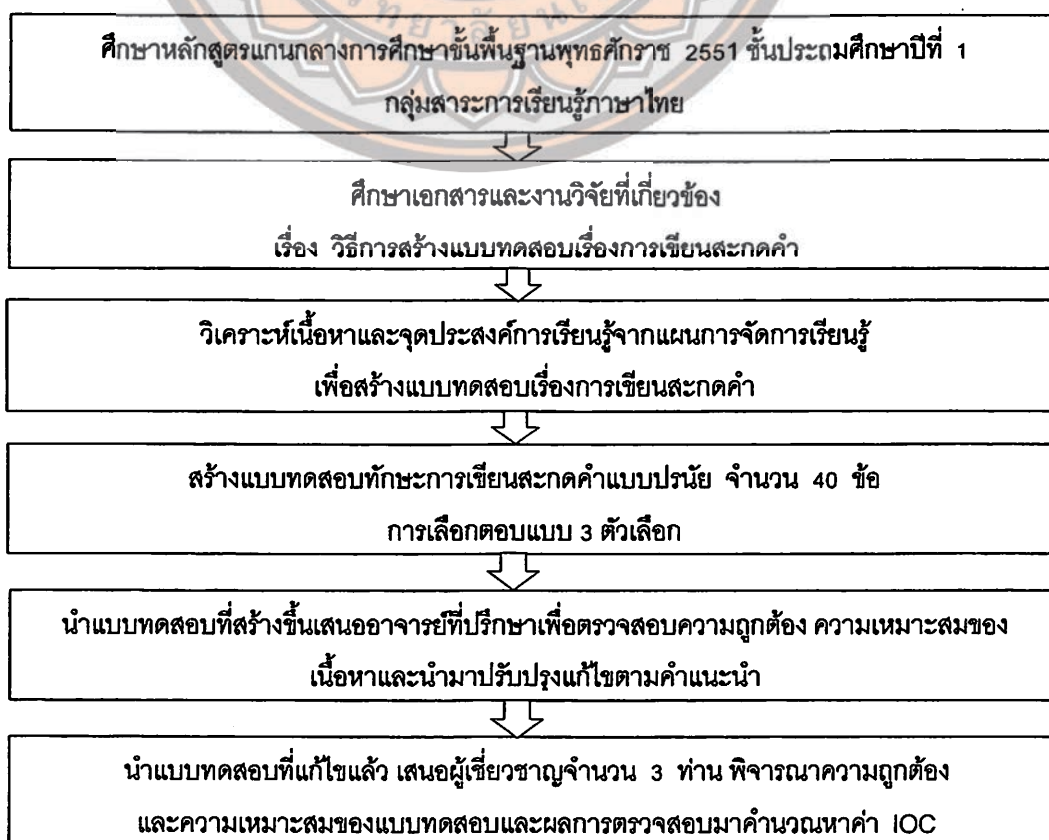 ศึกษาหลักสูตรแกนกลางการศึกษาขั้นพื้นฐานพุทธศักราช 2551 ชั้นประถมศึกษาปีที่ 1
กลุ่มสาระการเรียนรู้ภาษาไทย
ศึกษาเอกสารและงานวิจัยที่เกี่ยวข้อง
เรื่อง วิธีการสร้างแบบทดสอบเรื่องการเขียนสะกดคำ
วิเคราะห์เนื้อหาและจุดประสงค์การเรียนรู้จากแผนการจัดการเรียนรู้
เพื่อสร้างแบบทดสอบเรื่องการเขียนสะกดคำ
สร้างแบบทดสอบทักษะการเขียนสะกดคำแบบปรนัย จำนวน 40 ข้อ
การเลือกตอบแบบ 3 ตัวเลือก
นำแบบทดสอบที่สร้างขึ้นเสนออาจารย์ที่ปรึกษาเพื่อตรวจสอบความถูกต้อง ความเหมาะสมของ
เนื้อหาและนำมาปรับปรุงแก้ไขตามคำแนะนำ
นำแบบทดสอบที่แก้ไขแล้ว เสนอผู้เชี่ยวชาญจำนวน 3 ท่าน พิจารณาความถูกต้อง
และความเหมาะสมของแบบทดสอบและผลการตรวจสอบมาคำนวณหาค่า IOC